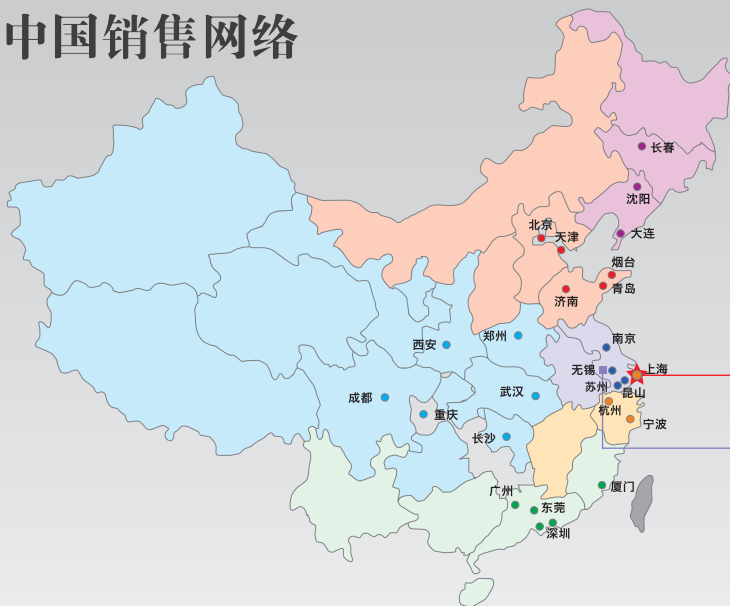 中国销售网络
长春
沈阳
大连
北京
天津
烟台
青岛
济南
郑州
西安
南京
无锡
上海
苏州
昆山
成都
武汉
杭州
重庆
宁波
长沙
广州
厦门
东莞
深圳